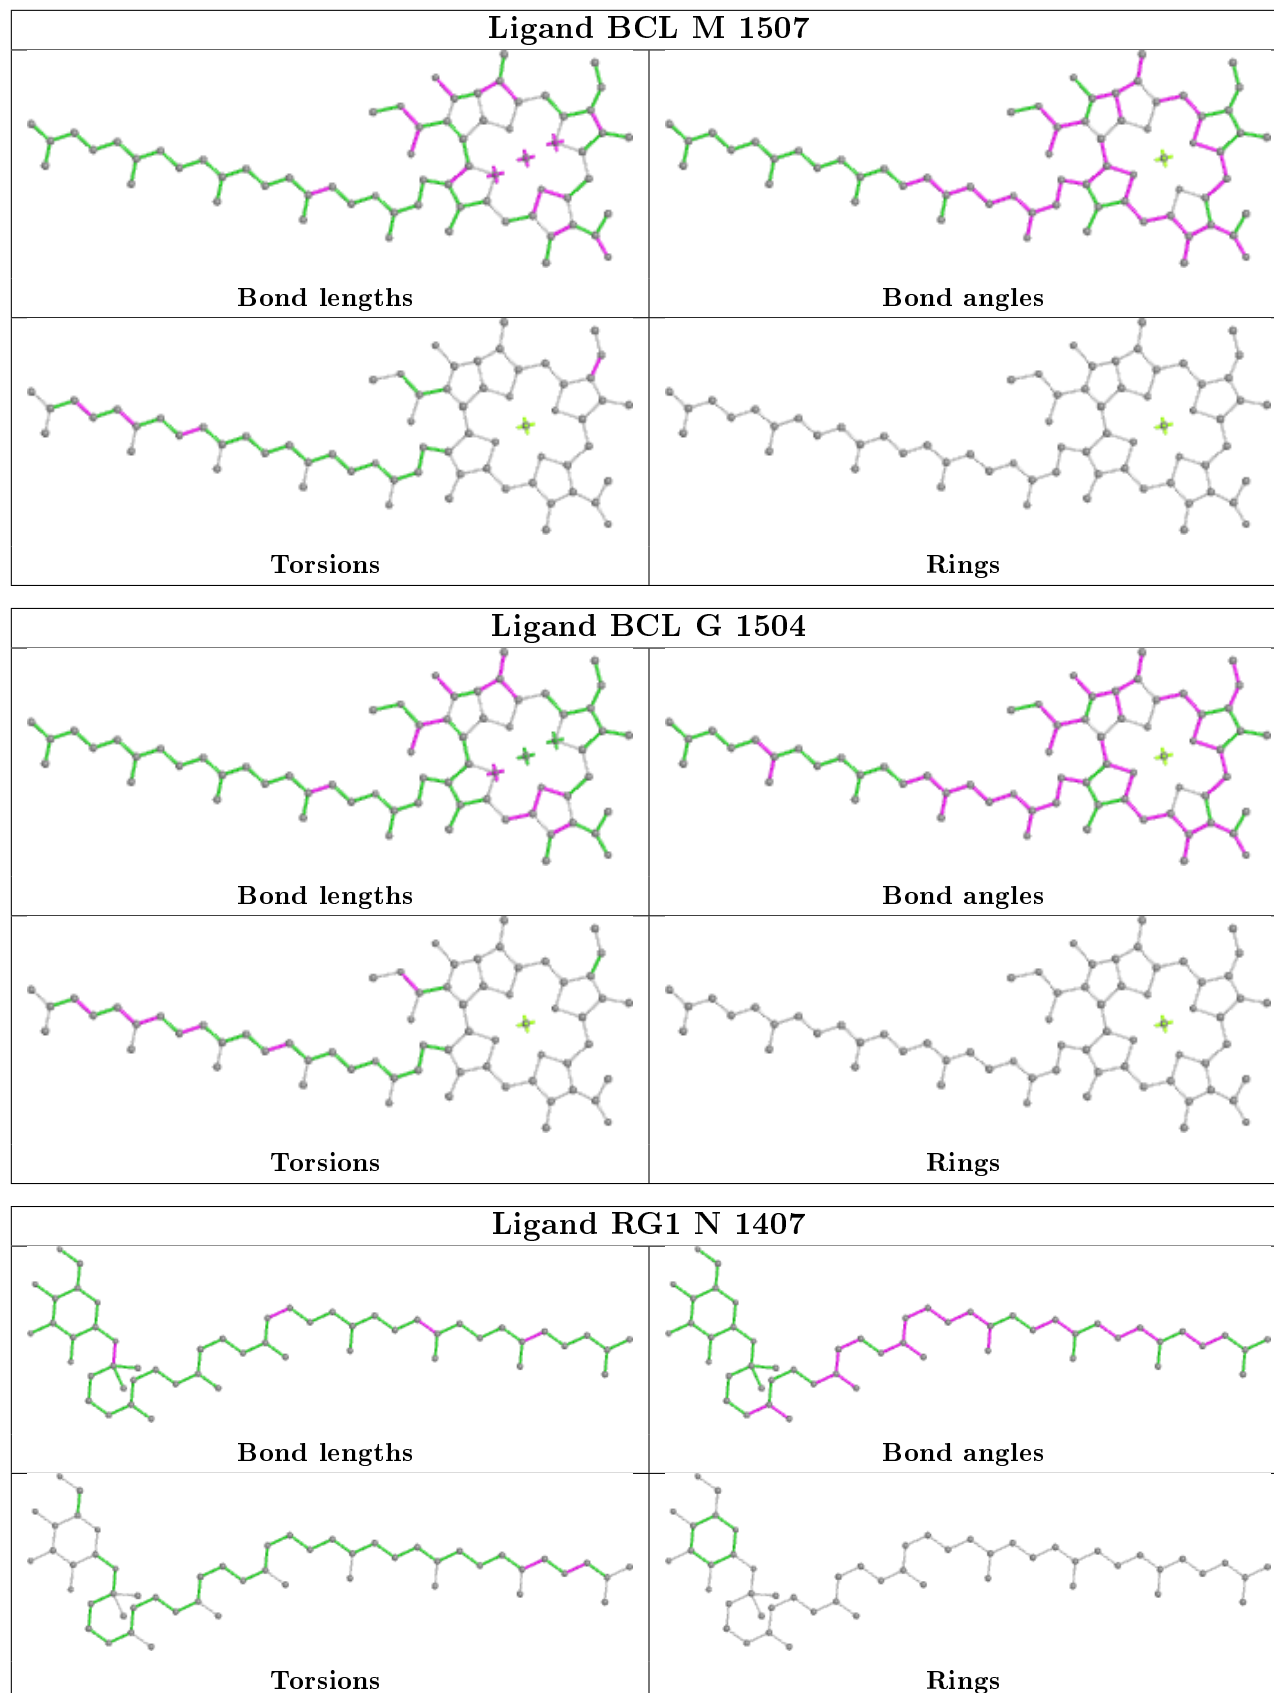 Ligand BCL M 1507
Bond lengths
Bond angles
Torsions
Rings
Ligand BCL G 1504
Bond lengths
Bond angles
Torsions
Rings
Ligand RG1 N 1407
Bond lengths
Bond angles
Torsions
Rings